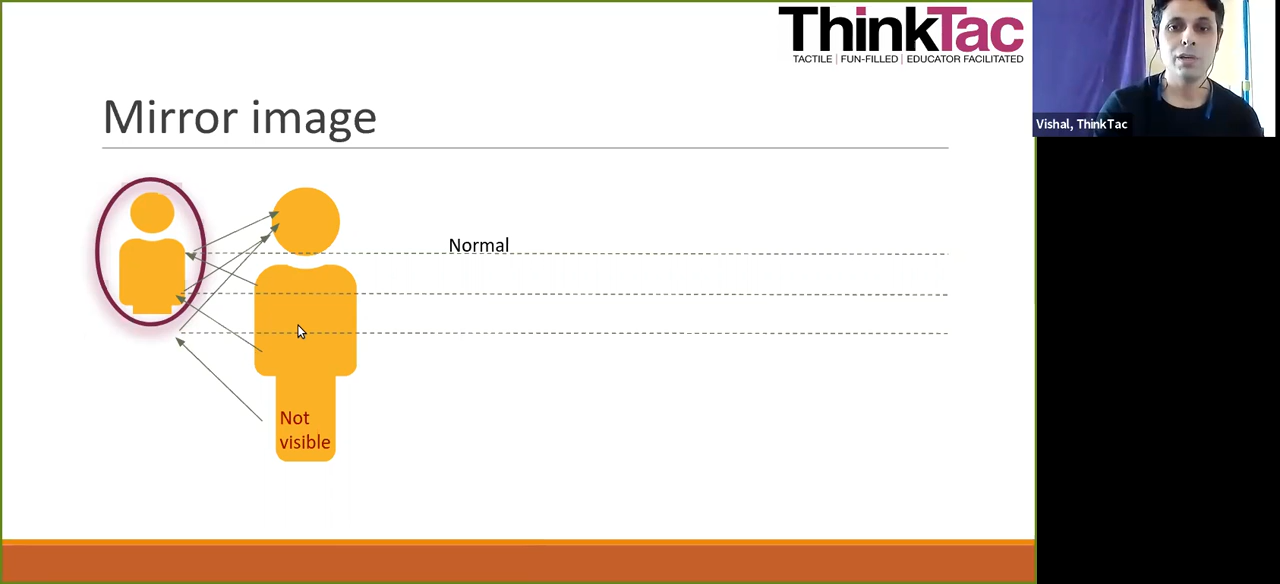 ThinkTac
TACTILE | FUN-FILLED | EDUCATOR FACILITATED
Vishal, ThinkTac
Mirror image
Normal
Not
visible